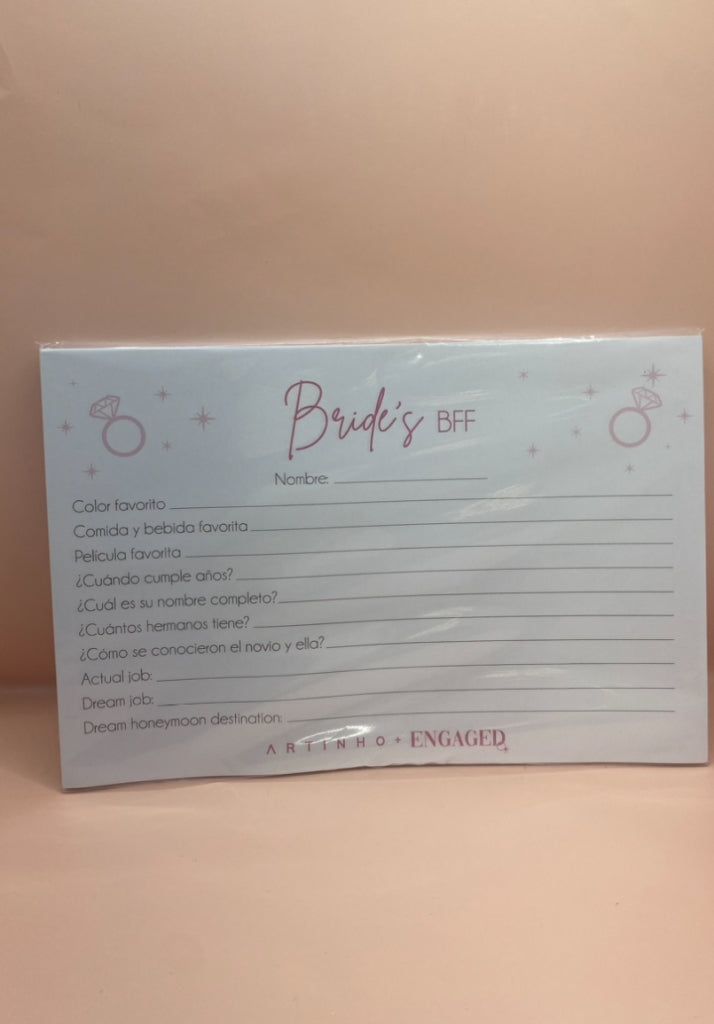 Bride's BFF
Nombre:
Color favorito
Comida y bebida favorita
Película favorita
¿Cuándo cumple años?
¿Cuál es su nombre completo?
¿Cuántos hermanos tiene?
¿Cómo se conocieron el novio y ella?
Actual job:
Dream job:
Dream honeymoon destination:
ARTINHO + ENGAGED